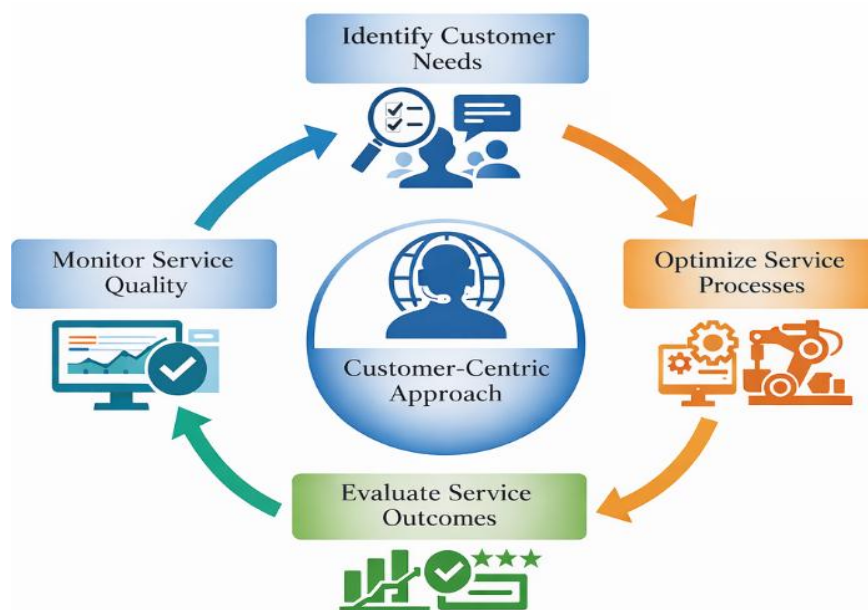 Identify Customer
Needs
Monitor Service
Quality
Optimize Service
Processes
Customer-Centric
Approach
Evaluate Service
Outcomes